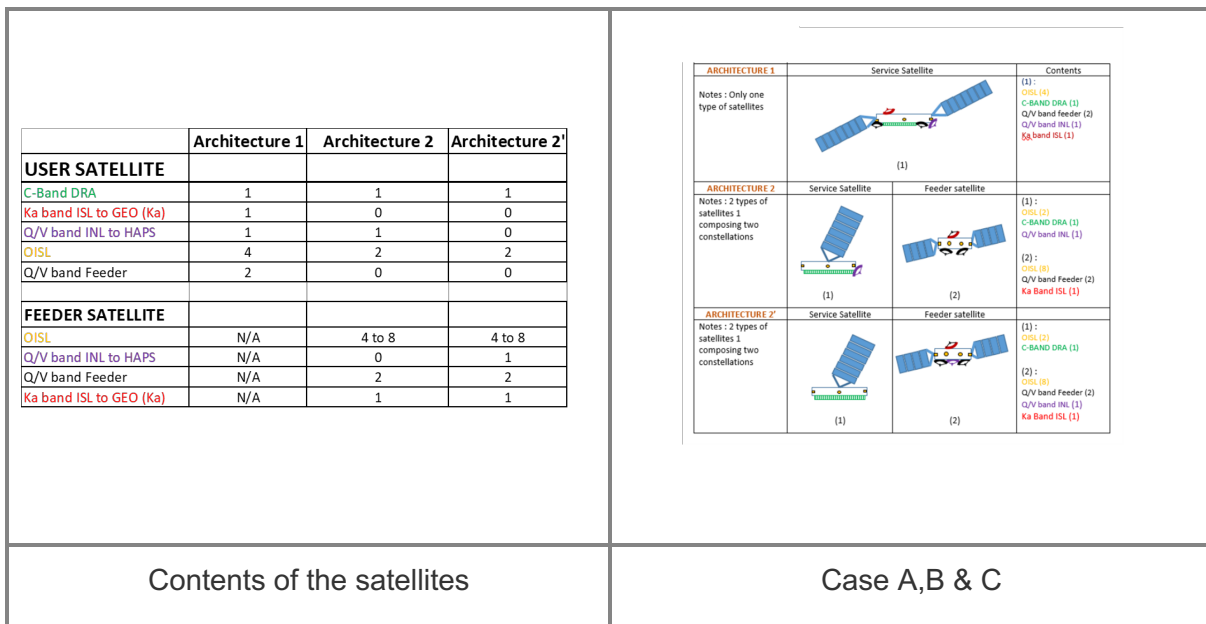 Architecture 1 Architecture 2 Architecture 2'
USER SATELLITE
C-Band DRA 1 1 1
Ka band ISL to GEO (Ka) 1 0 0
Q/V band INL to HAPS 1 1 0
OISL 4 2 2
Q/V band Feeder 2 0 0
FEEDER SATELLITE
OISL N/A 4 to 8 4 to 8
Q/V band INL to HAPS N/A 0 1
Q/V band Feeder N/A 2 2
Ka band ISL to GEO (Ka) N/A 1 1
Contents of the satellites
ARCHITECTURE 1 Service Satellite Contents
Notes : Only one
type of satellites
(1)
(1) :
OISL (4)
C-BAND DRA (1)
Q/V band feeder (2)
Q/V band INL (1)
Ka band ISL (1)
ARCHITECTURE 2 Service Satellite Feeder satellite
Notes : 2 types of
satellites 1
composing two
constellations
(1) (2)
(1) :
OISL (2)
C-BAND DRA (1)
Q/V band INL (1)
(2) :
OISL (8)
Q/V band Feeder (2)
Ka Band ISL (1)
ARCHITECTURE 2' Service Satellite Feeder satellite
Notes : 2 types of
satellites 1
composing two
constellations
(1) (2)
(1) :
OISL (2)
C-BAND DRA (1)
(2) :
OISL (8)
Q/V band Feeder (2)
Q/V band INL (1)
Ka Band ISL (1)
Case A,B & C